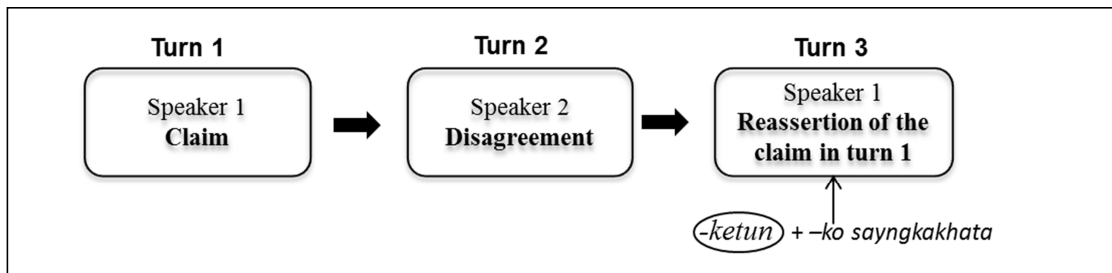 Turn 1
Speaker 1
Claim
Turn 2
Speaker 2
Disagreement
Turn 3
Speaker 1
Reassertion of the
claim in turn 1
-ketun + –ko sayngkakhata